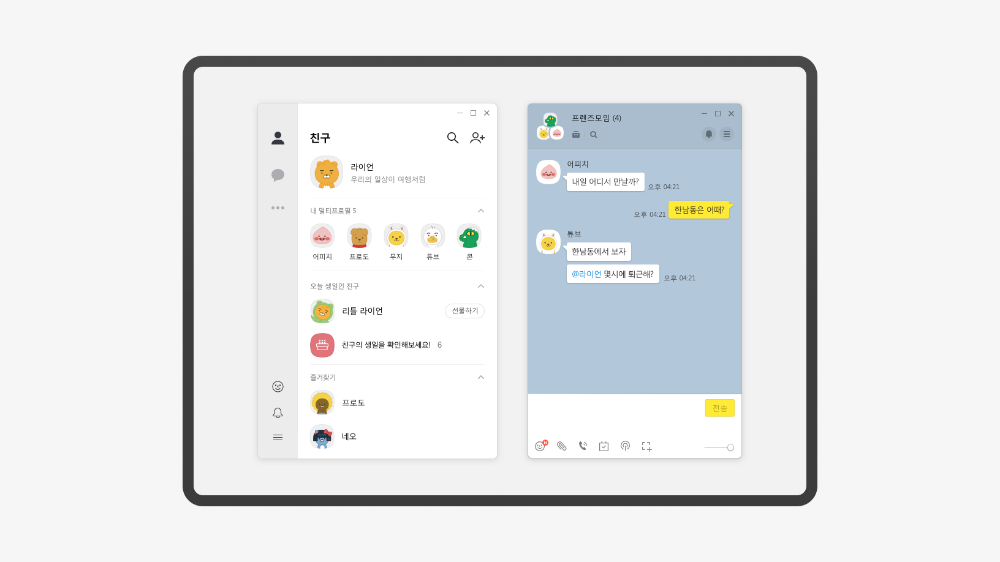 친구
라이언
우리의 일상이 여행처럼
내 멀티프로필 5
어피치 프로도 무지 튜브 콘
오늘 생일인 친구
리틀 라이언 선물하기
친구의 생일을 확인해보세요! 6
즐겨찾기
프로도
네오
프렌즈모임 (4)
어피치
내일 어디서 만날까? 오후 04:21
오후 04:21 한남동은 어때?
튜브
한남동에서 보자
@라이언 몇시에 퇴근해? 오후 04:21
전송
N